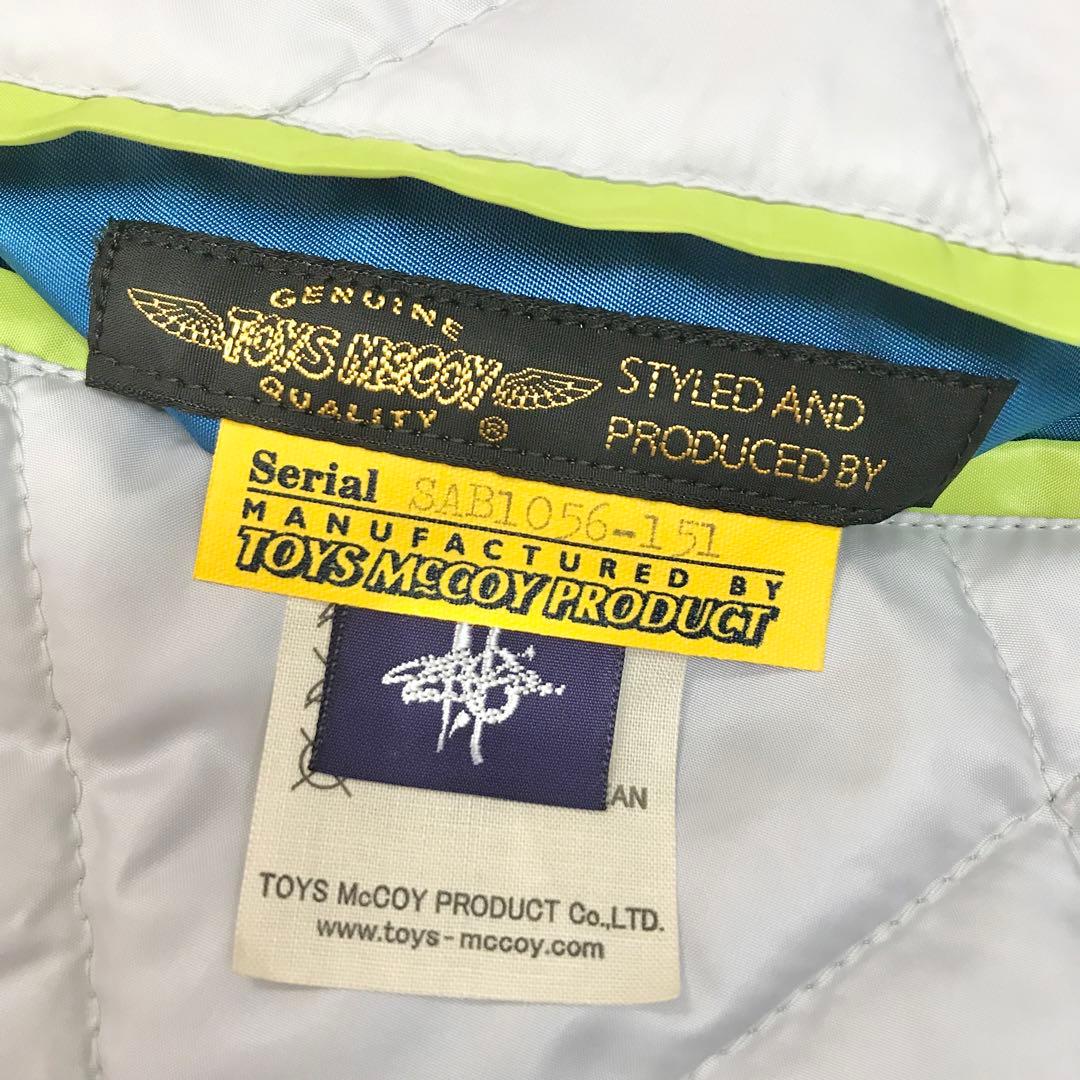 GENUINE
TOYS McCOY
QUALITY ®
STYLED AND
PRODUCED BY
Serial SAB1056-151
MANUFACTURED BY
TOYS McCOY PRODUCT
AN
TOYS McCOY PRODUCT Co.,LTD.
www.toys-mccoy.com